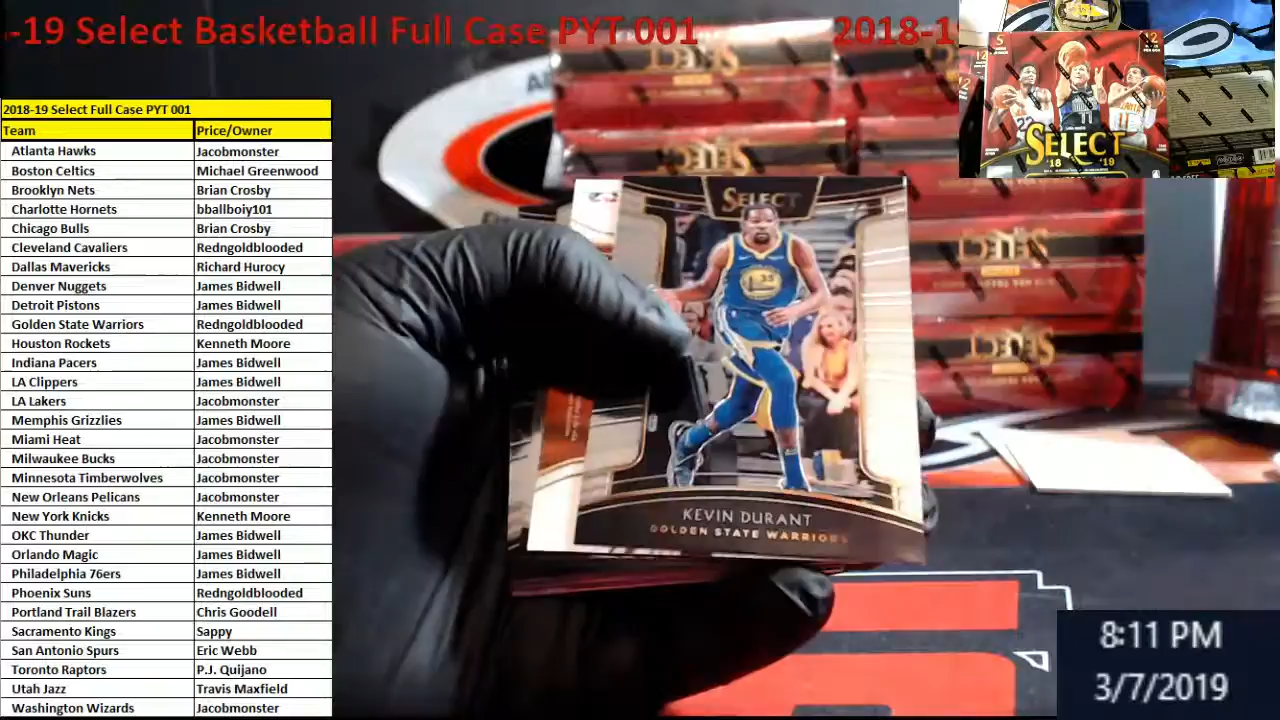 -19 Select Basketball Full Case PYT 001 2018-1
2018-19 Select Full Case PYT 001
Team Price/Owner
Atlanta Hawks Jacobmonster
Boston Celtics Michael Greenwood
Brooklyn Nets Brian Crosby
Charlotte Hornets bballboiy101
Chicago Bulls Brian Crosby
Cleveland Cavaliers Redngoldblooded
Dallas Mavericks Richard Hurocy
Denver Nuggets James Bidwell
Detroit Pistons James Bidwell
Golden State Warriors Redngoldblooded
Houston Rockets Kenneth Moore
Indiana Pacers James Bidwell
LA Clippers James Bidwell
LA Lakers Jacobmonster
Memphis Grizzlies James Bidwell
Miami Heat Jacobmonster
Milwaukee Bucks Jacobmonster
Minnesota Timberwolves Jacobmonster
New Orleans Pelicans Jacobmonster
New York Knicks Kenneth Moore
OKC Thunder James Bidwell
Orlando Magic James Bidwell
Philadelphia 76ers James Bidwell
Phoenix Suns Redngoldblooded
Portland Trail Blazers Chris Goodell
Sacramento Kings Sappy
San Antonio Spurs Eric Webb
Toronto Raptors P.J. Quijano
Utah Jazz Travis Maxfield
Washington Wizards Jacobmonster
SELECT
KEVIN DURANT
GOLDEN STATE WARRIORS
SELECT
'18 '19
SELECT
SELECT
SELECT
SELECT
8:11 PM
3/7/2019